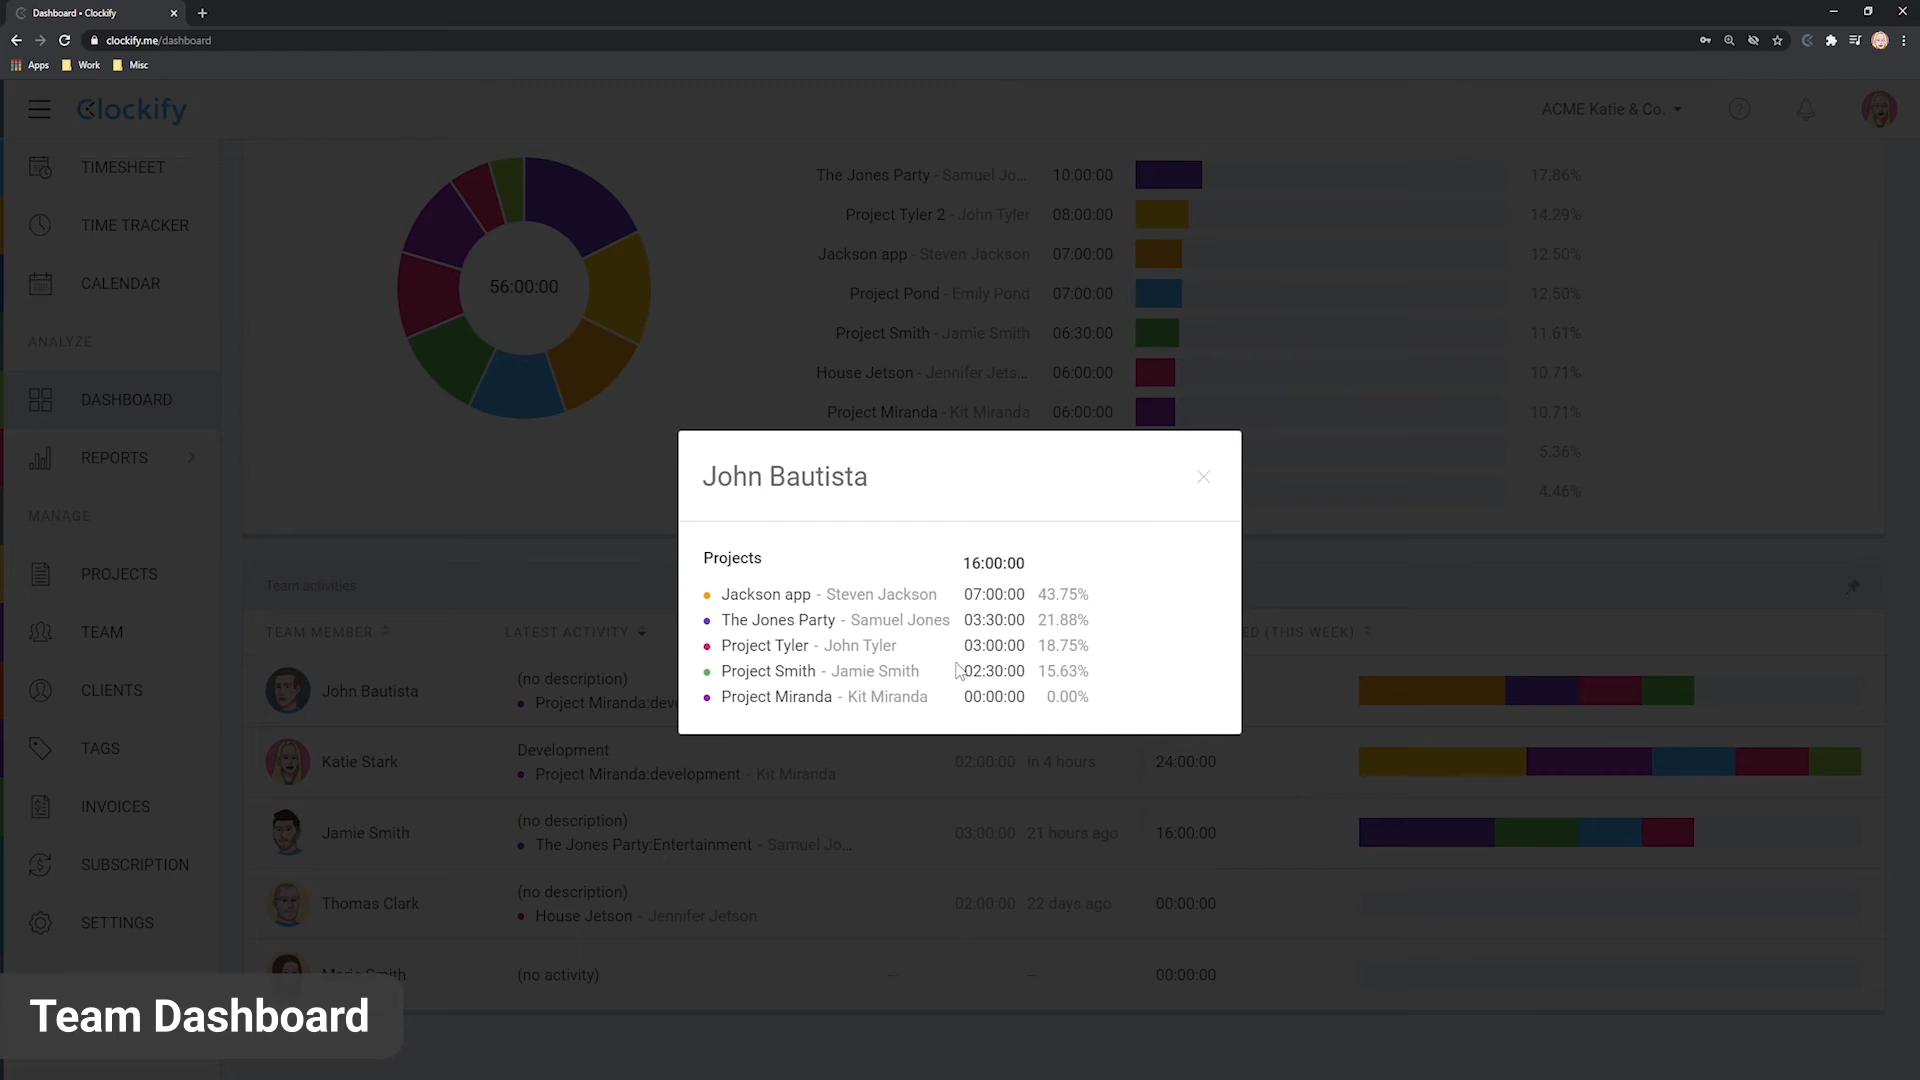 Dashboard • Clockify
clockify.me/dashboard
Apps
Work
Misc
Clockify
ACME Katie & Co.
TIMESHEET
TIME TRACKER
CALENDAR
ANALYZE
DASHBOARD
REPORTS
MANAGE
PROJECTS
TEAM
CLIENTS
TAGS
INVOICES
SUBSCRIPTION
SETTINGS
56:00:00
The Jones Party - Samuel Jo... 10:00:00 17.86%
Project Tyler 2 - John Tyler 08:00:00 14.29%
Jackson app - Steven Jackson 07:00:00 12.50%
Project Pond - Emily Pond 07:00:00 12.50%
Project Smith - Jamie Smith 06:30:00 11.61%
House Jetson - Jennifer Jets... 06:00:00 10.71%
Project Miranda - Kit Miranda 06:00:00 10.71%
5.36%
4.46%
John Bautista
Projects 16:00:00
Jackson app - Steven Jackson 07:00:00 43.75%
The Jones Party - Samuel Jones 03:30:00 21.88%
Project Tyler - John Tyler 03:00:00 18.75%
Project Smith - Jamie Smith 02:30:00 15.63%
Project Miranda - Kit Miranda 00:00:00 0.00%
Team activities
TEAM MEMBER LATEST ACTIVITY ED (THIS WEEK)
John Bautista
(no description)
Project Miranda:deve
Katie Stark
Development
Project Miranda:development - Kit Miranda
02:00:00 in 4 hours 24:00:00
Jamie Smith
(no description)
The Jones Party:Entertainment - Samuel Jo...
03:00:00 21 hours ago 16:00:00
Thomas Clark
(no description)
House Jetson - Jennifer Jetson
02:00:00 22 days ago 00:00:00
Smith (no activity) – – 00:00:00
Team Dashboard